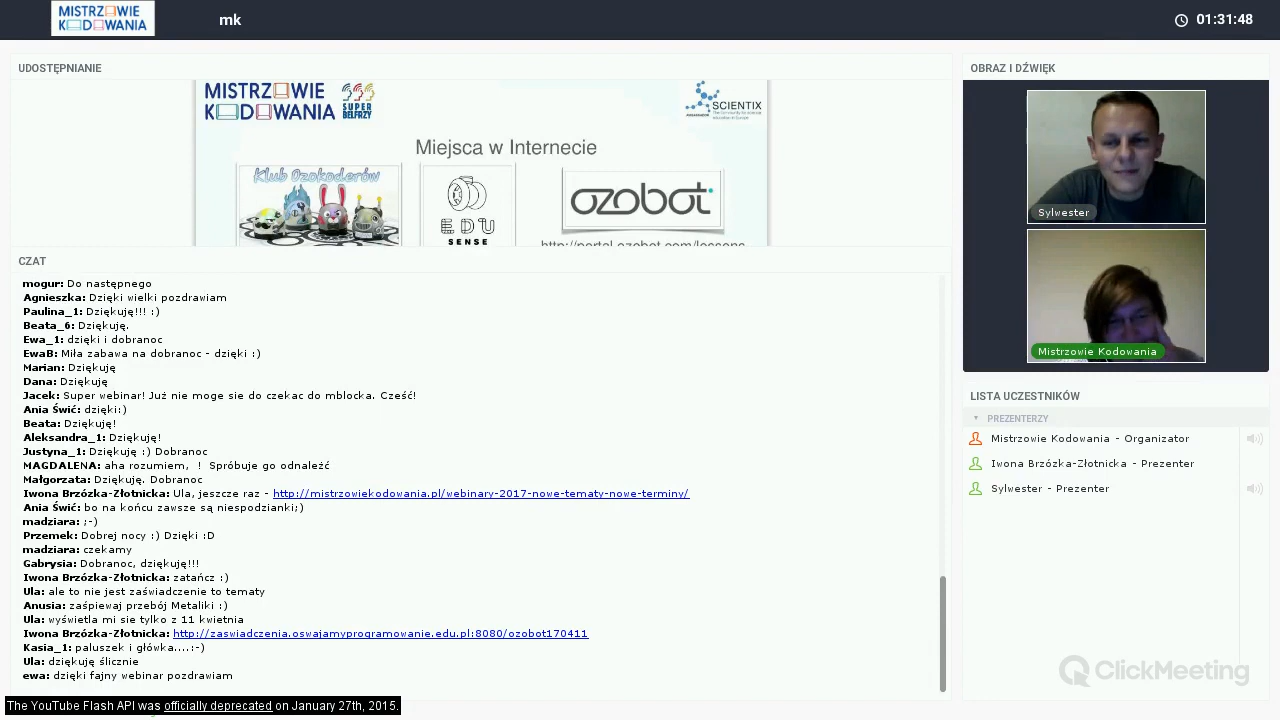 MISTRZOWIE
KODOWANIA
mk
01:31:48
UDOSTĘPNIANIE
MISTRZOWIE
KODOWANIA
SUPER
BELFRZY
SCIENTIX
Miejsca w Internecie
Klub Ozokoderów
EDU
SENSE
ozobot
http://portal.ozobot.com/lessons
CZAT
mogur: Do następnego
Agnieszka: Dzięki wielki pozdrawiam
Paulina_1: Dziękuję!!! :)
Beata_6: Dziękuję.
Ewa_1: dzięki i dobranoc
EwaB: Miła zabawa na dobranoc - dzięki :)
Marian: Dziękuję
Dana: Dziękuję
Jacek: Super webinar! Już nie moge sie do czekac do mblocka. Cześć!
Ania Świć: dzięki:)
Beata: Dziękuję!
Aleksandra_1: Dziękuję!
Justyna_1: Dziękuję :) Dobranoc
MAGDALENA: aha rozumiem, ! Spróbuje go odnaleźć
Małgorzata: Dziękuję. Dobranoc
Iwona Brzózka-Złotnicka: Ula, jeszcze raz - http://mistrzowiekodowania.pl/webinary-2017-nowe-tematy-nowe-terminy/
Ania Świć: bo na końcu zawsze są niespodzianki;)
madziara: ;-)
Przemek: Dobrej nocy :) Dzięki :D
madziara: czekamy
Gabrysia: Dobranoc, dziękuję!!!
Iwona Brzózka-Złotnicka: zatańcz :)
Ula: ale to nie jest zaświadczenie to tematy
Anusia: zaśpiewaj przebój Metaliki :)
Ula: wyświetla mi sie tylko z 11 kwietnia
Iwona Brzózka-Złotnicka: http://zaswiadczenia.oswajamyprogramowanie.edu.pl:8080/ozobot170411
Kasia_1: paluszek i główka....:-)
Ula: dziękuję ślicznie
ewa: dzięki fajny webinar pozdrawiam
The YouTube Flash API was officially deprecated on January 27th, 2015.
OBRAZ I DŹWIĘK
Sylwester
Mistrzowie Kodowania
LISTA UCZESTNIKÓW
PREZENTERZY
Mistrzowie Kodowania - Organizator
Iwona Brzózka-Złotnicka - Prezenter
Sylwester - Prezenter
ClickMeeting